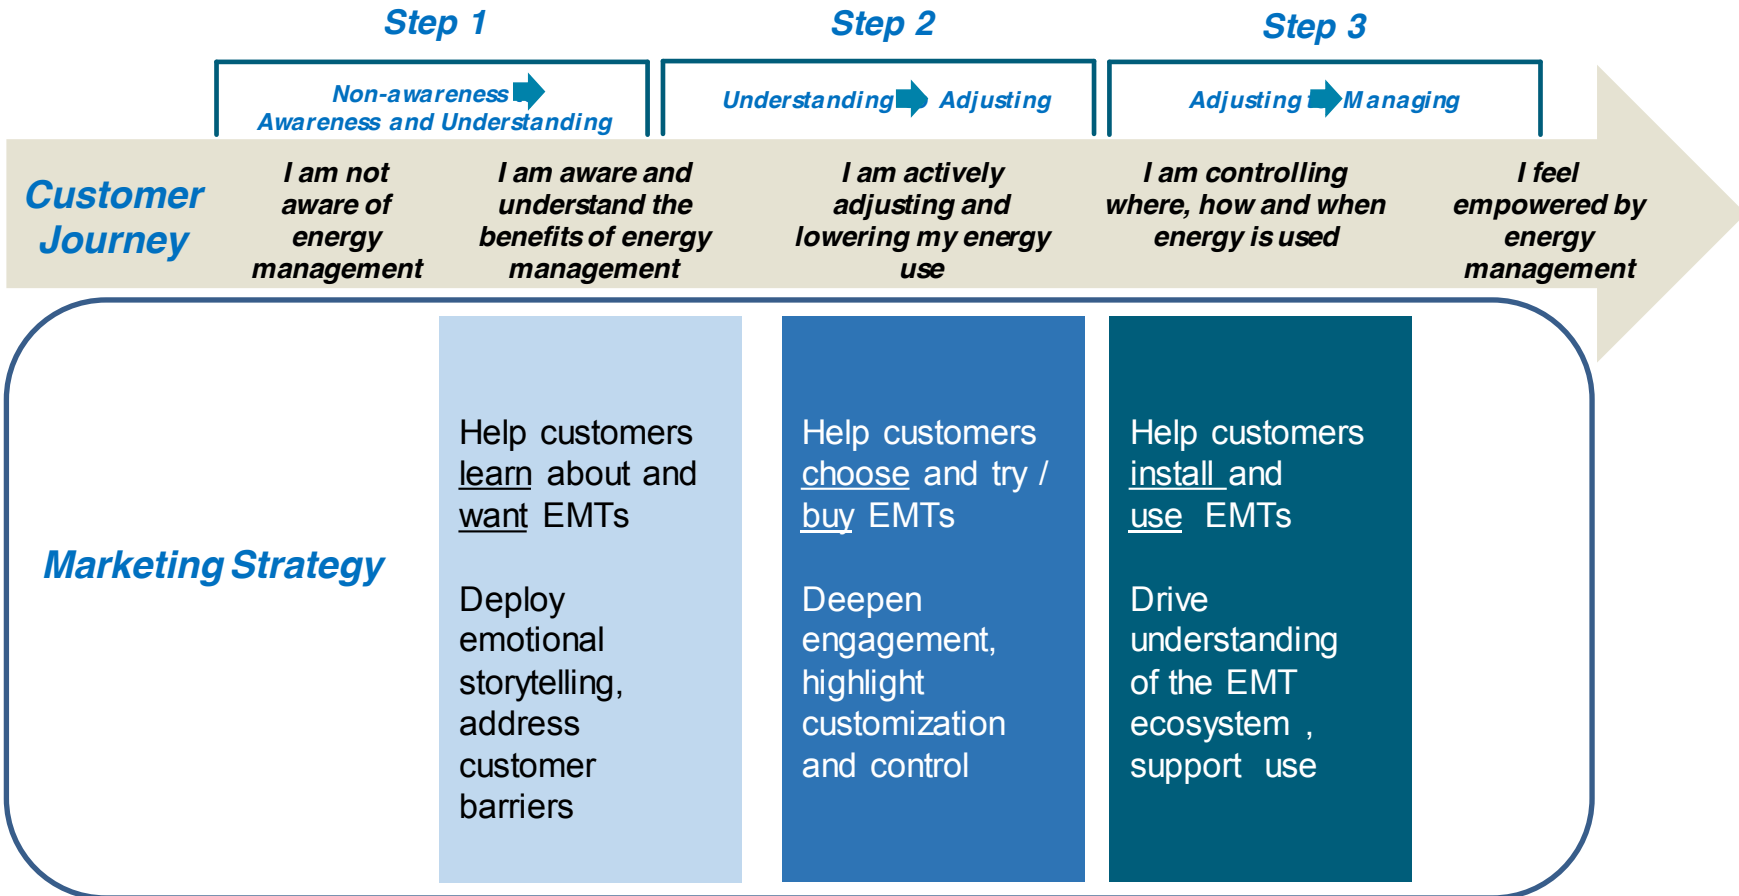 Step 1
Step 2
Step 3
Non-awareness
Awareness and Understanding
Understanding Adjusting
Adjusting Managing
Customer
Journey
I am not
aware of
energy
management
I am aware and
understand the
benefits of energy
management
I am actively
adjusting and
lowering my energy
use
I am controlling
where, how and when
energy is used
I feel
empowered by
energy
management
Marketing Strategy
Help customers
learn about and
want EMTs
Deploy
emotional
storytelling,
address
customer
barriers
Help customers
choose and try /
buy EMTs
Deepen
engagement,
highlight
customization
and control
Help customers
install and
use EMTs
Drive
understanding
of the EMT
ecosystem ,
support use